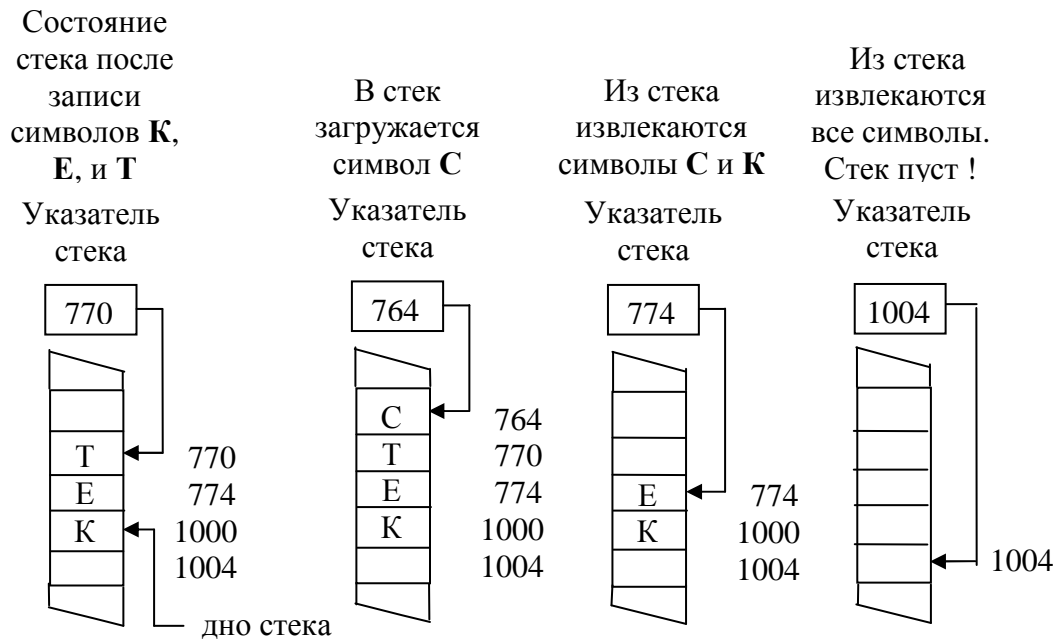 Состояние
стека после
записи
символов К,
Е, и Т
Указатель
стека
770
Т
770
Е
774
К
1000
1004
дно стека
В стек
загружается
символ С
Указатель
стека
764
С
764
Т
770
Е
774
К
1000
1004
Из стека
извлекаются
символы С и К
Указатель
стека
774
Е
774
К
1000
1004
Из стека
извлекаются
все символы.
Стек пуст !
Указатель
стека
1004
1004